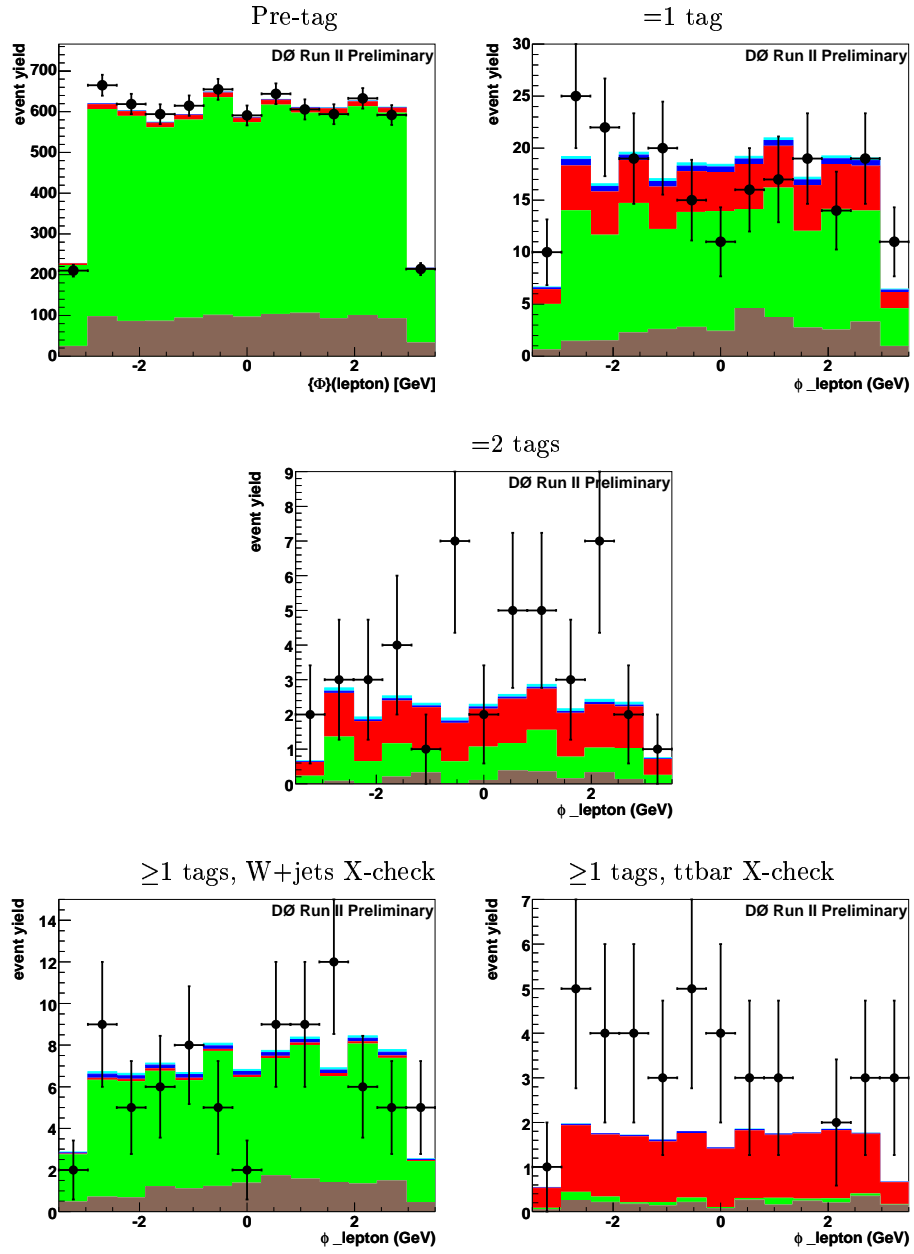 Pre-tag
=1 tag
event yield
DØ Run II Preliminary
700
600
500
400
300
200
100
0
-2 0 2
{Φ}(lepton) [GeV]
event yield
DØ Run II Preliminary
30
25
20
15
10
5
0
-2 0 2
ϕ_lepton (GeV)
=2 tags
event yield
DØ Run II Preliminary
9
8
7
6
5
4
3
2
1
0
-2 0 2
ϕ_lepton (GeV)
≥1 tags, W+jets X-check
≥1 tags, ttbar X-check
event yield
DØ Run II Preliminary
14
12
10
8
6
4
2
0
-2 0 2
ϕ_lepton (GeV)
event yield
DØ Run II Preliminary
7
6
5
4
3
2
1
0
-2 0 2
ϕ_lepton (GeV)